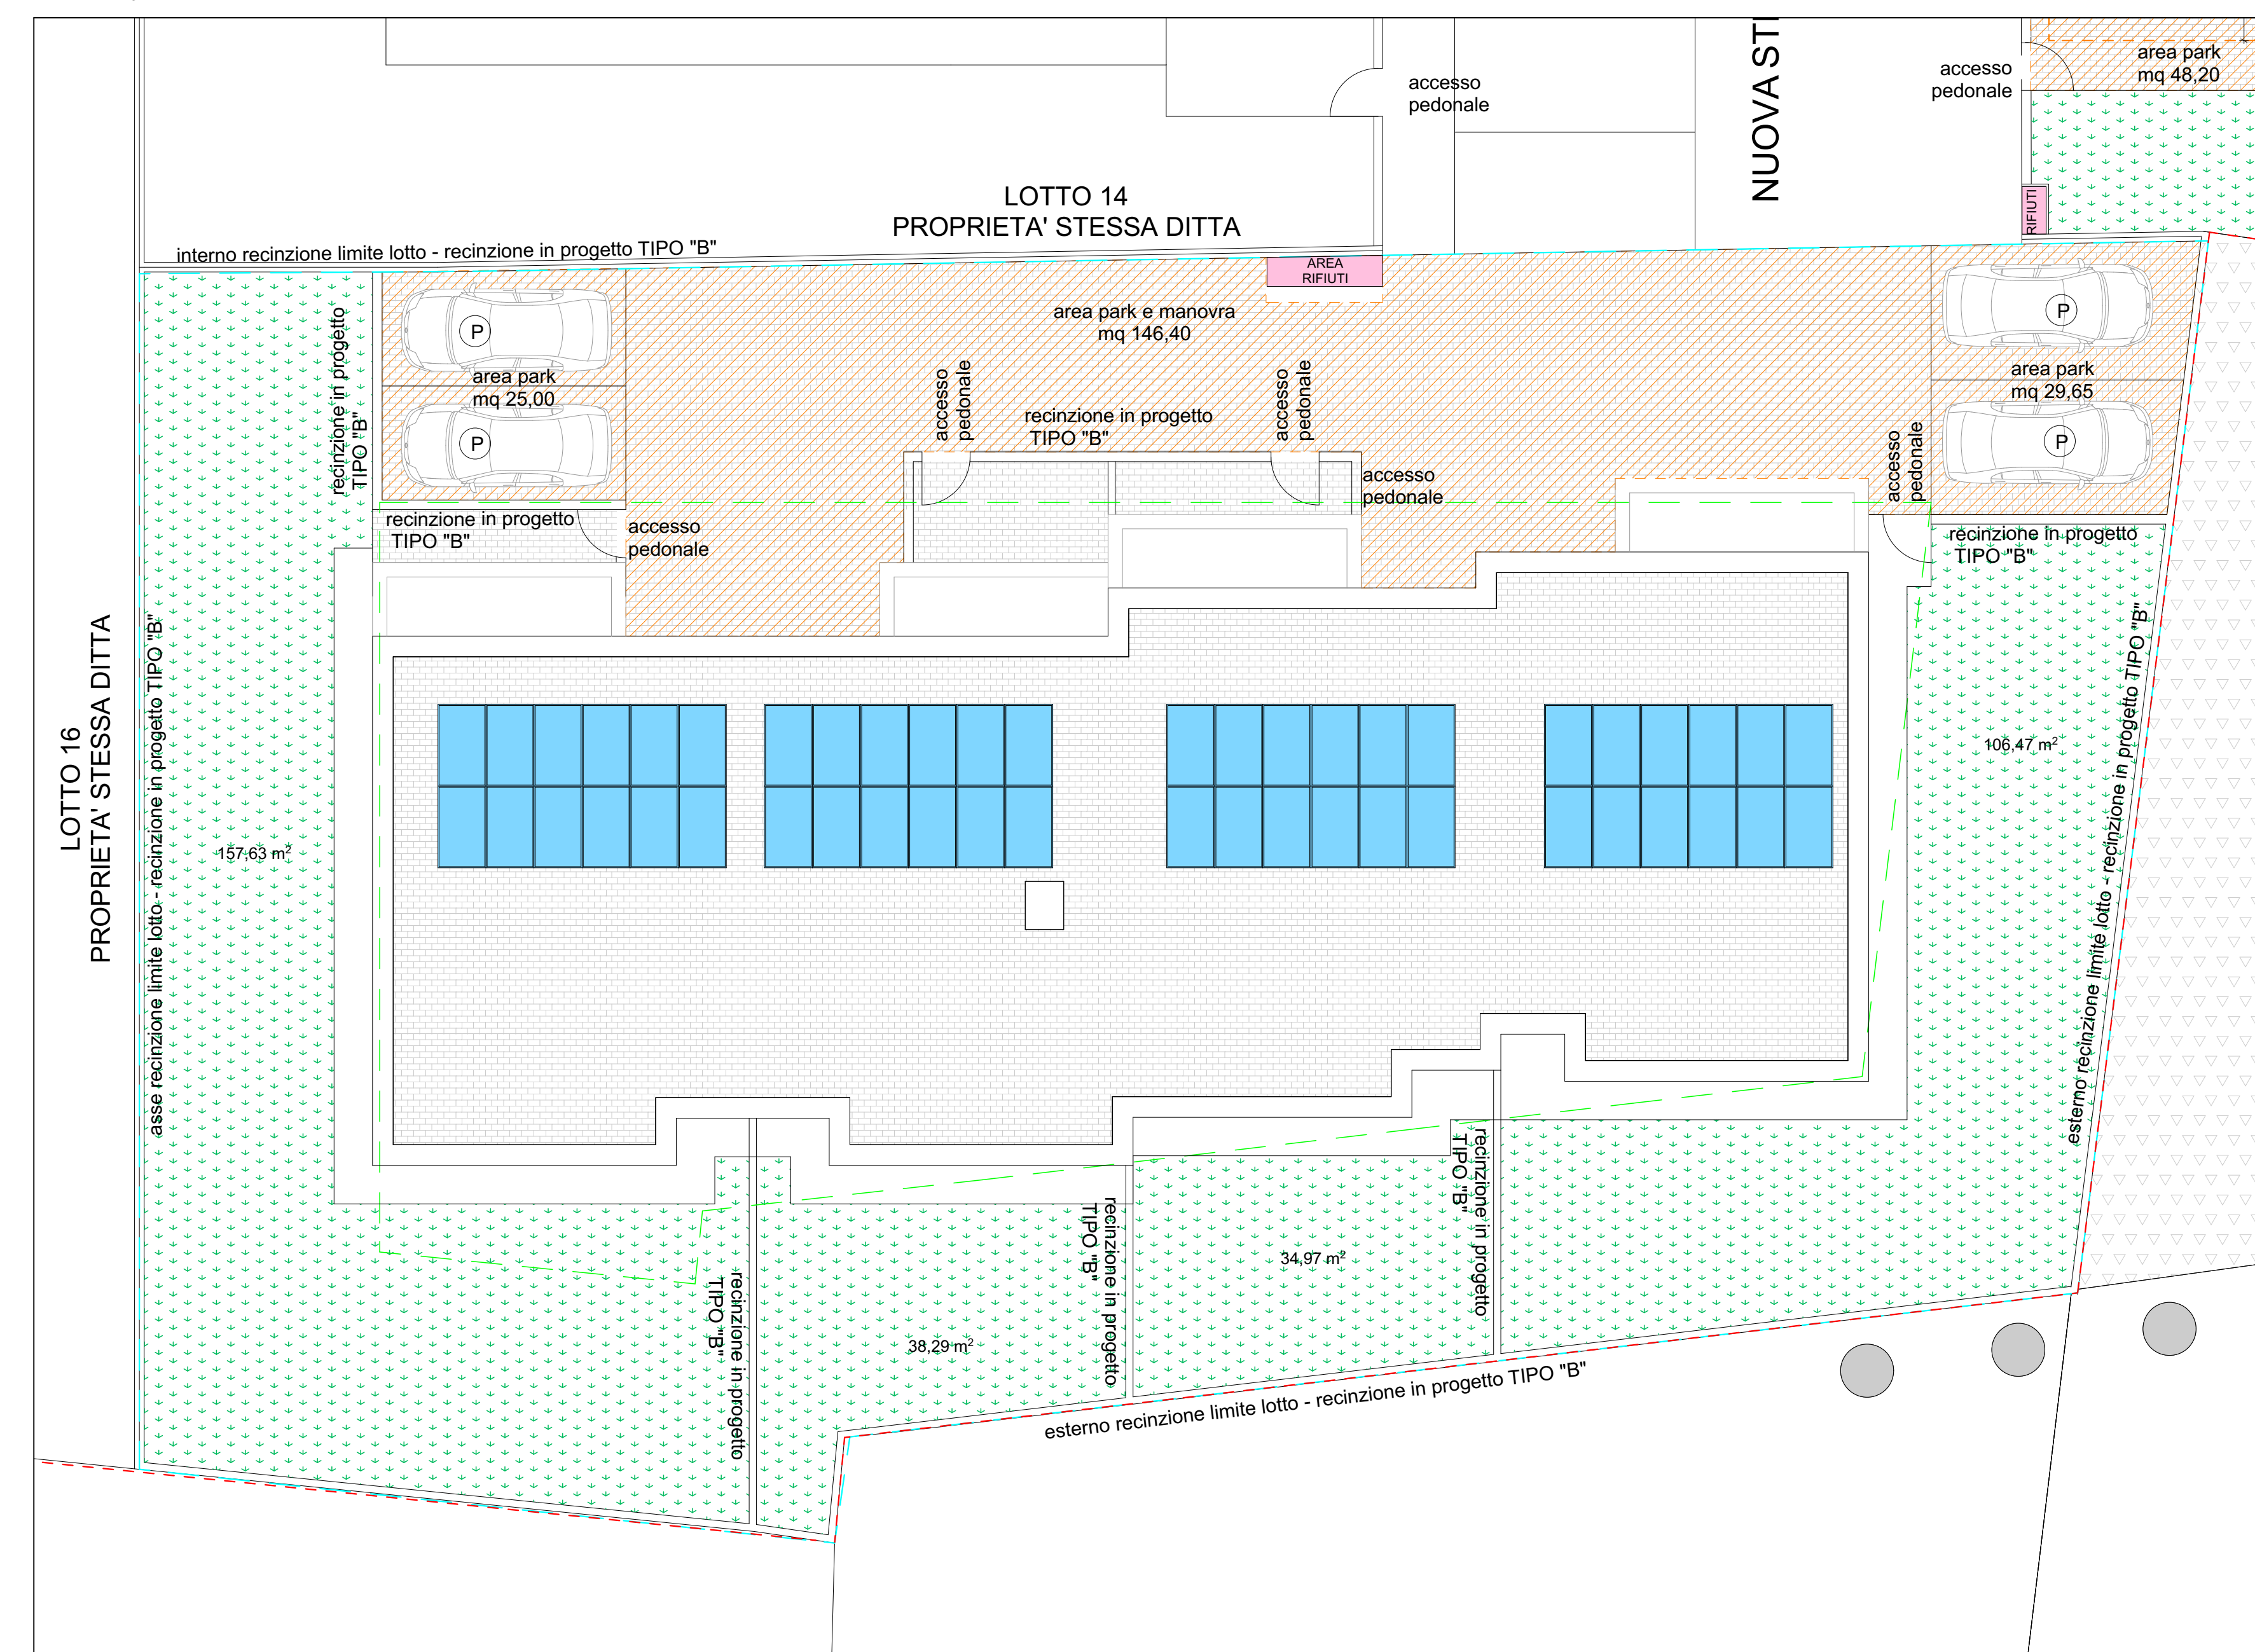 accesso
pedonale
NUOVA STI
accesso
pedonale
area park
mq 48,20
RIFIUTI
LOTTO 14
PROPRIETA' STESSA DITTA
interno recinzione limite lotto - recinzione in progetto TIPO "B"
AREA
RIFIUTI
area park e manovra
mq 146,40
recinzione in progetto
TIPO "B"
P
area park
mq 25,00
P
accesso
pedonale
recinzione in progetto
TIPO "B"
accesso
pedonale
accesso
pedonale
accesso
pedonale
P
area park
mq 29,65
P
recinzione in progetto
TIPO "B"
accesso
pedonale
recinzione in progetto
TIPO "B"
LOTTO 16
PROPRIETA' STESSA DITTA
asse recinzione limite lotto - recinzione in progetto TIPO "B"
157,63 m²
106,47 m²
esterno recinzione limite lotto - recinzione in progetto TIPO "B"
recinzione in progetto
TIPO "B"
recinzione in progetto
TIPO "B"
recinzione in progetto
TIPO "B"
34,97 m²
38,29 m²
esterno recinzione limite lotto - recinzione in progetto TIPO "B"